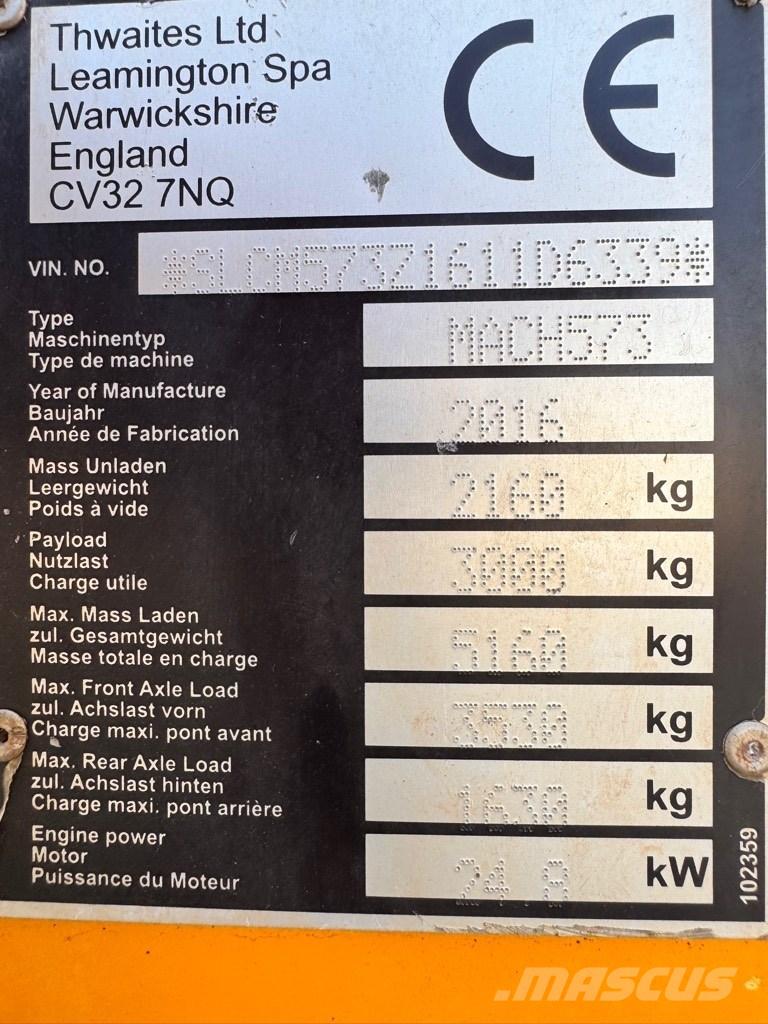 Thwaites Ltd
Leamington Spa
Warwickshire
England
CV32 7NQ
CE
VIN. NO. *SLCM573Z1611D6339*
Type
Maschinentyp
Type de machine
MACH573
Year of Manufacture
Baujahr
Année de Fabrication
2016
Mass Unladen
Leergewicht
Poids à vide
2160 kg
Payload
Nutzlast
Charge utile
3000 kg
Max. Mass Laden
zul. Gesamtgewicht
Masse totale en charge
5160 kg
Max. Front Axle Load
zul. Achslast vorn
Charge maxi. pont avant
3530 kg
Max. Rear Axle Load
zul. Achslast hinten
Charge maxi. pont arrière
1630 kg
Engine power
Motor
Puissance du Moteur
kW
102359
MASCUS